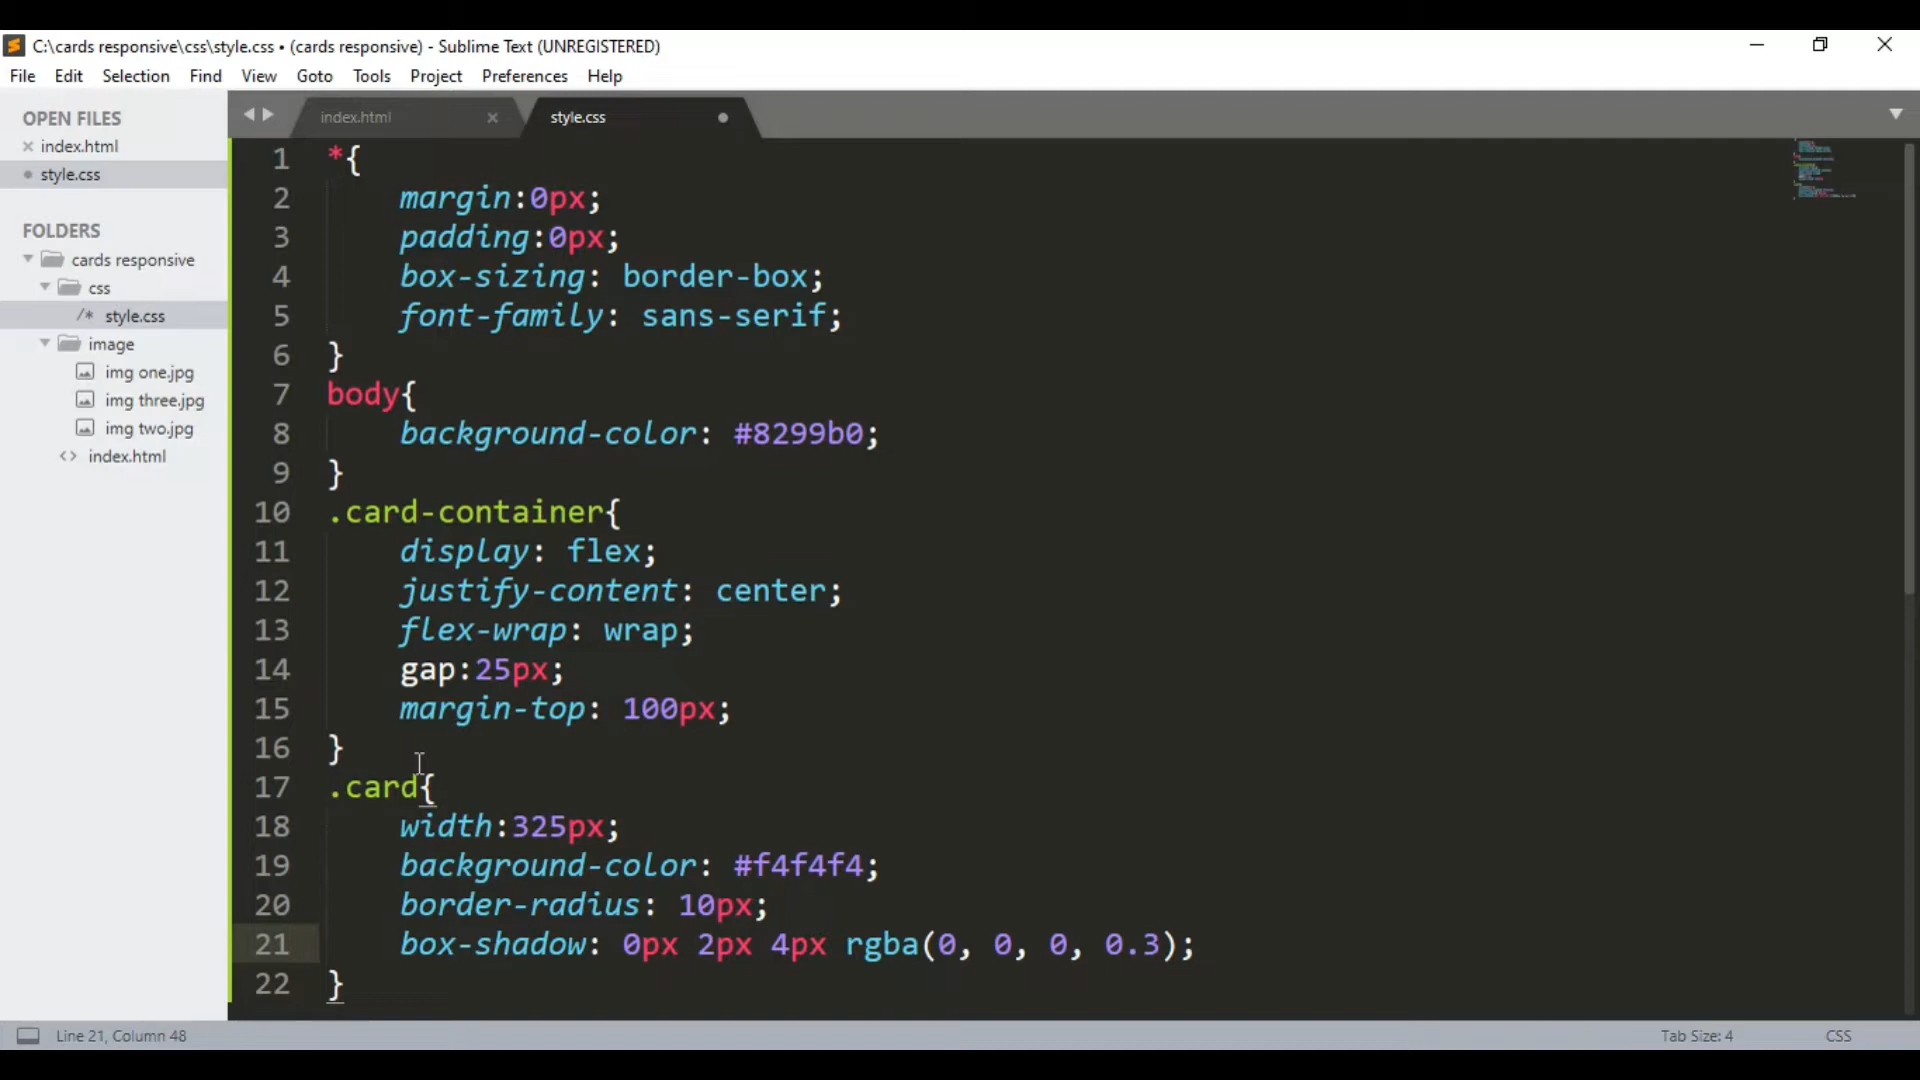 C:\cards responsive\css\style.css • (cards responsive) - Sublime Text (UNREGISTERED)
File Edit Selection Find View Goto Tools Project Preferences Help
OPEN FILES
index.html
style.css
FOLDERS
cards responsive
css
/* style.css
image
img one.jpg
img three.jpg
img two.jpg
<> index.html
index.html style.css
1 *{
2 margin:0px;
3 padding:0px;
4 box-sizing: border-box;
5 font-family: sans-serif;
6 }
7 body{
8 background-color: #8299b0;
9 }
10 .card-container{
11 display: flex;
12 justify-content: center;
13 flex-wrap: wrap;
14 gap:25px;
15 margin-top: 100px;
16 }
17 .card{
18 width:325px;
19 background-color: #f4f4f4;
20 border-radius: 10px;
21 box-shadow: 0px 2px 4px rgba(0, 0, 0, 0.3);
22 }
Line 21, Column 48 Tab Size: 4 CSS